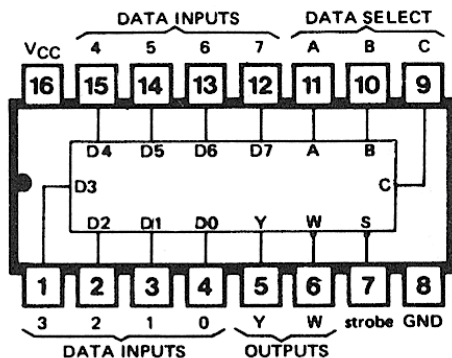 DATA INPUTS DATA SELECT
VCC 4 5 6 7 A B C
16 15 14 13 12 11 10 9
D4 D5 D6 D7 A B
D3 C
D2 D1 D0 Y W S
1 2 3 4 5 6 7 8
3 2 1 0 Y W strobe GND
DATA INPUTS OUTPUTS